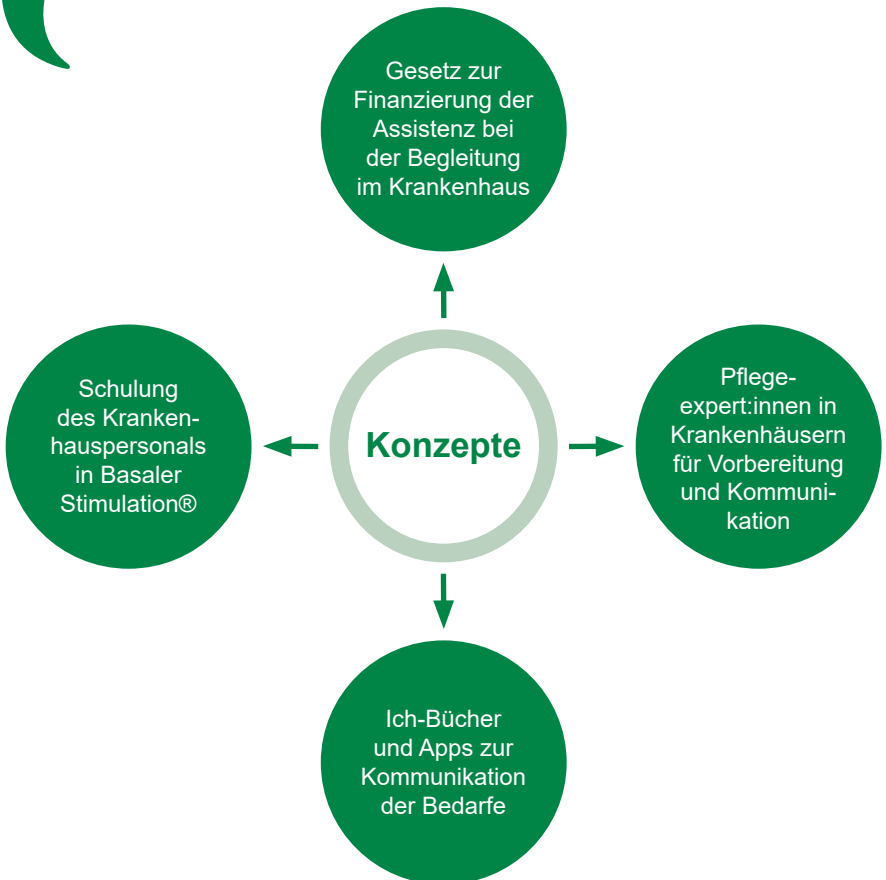 Gesetz zur
Finanzierung der
Assistenz bei
der Begleitung
im Krankenhaus
Schulung
des Kranken-
hauspersonals
in Basaler
Stimulation®
Konzepte
Pflege-
expert:innen in
Krankenhäusern
für Vorbereitung
und Kommuni-
kation
Ich-Bücher
und Apps zur
Kommunikation
der Bedarfe